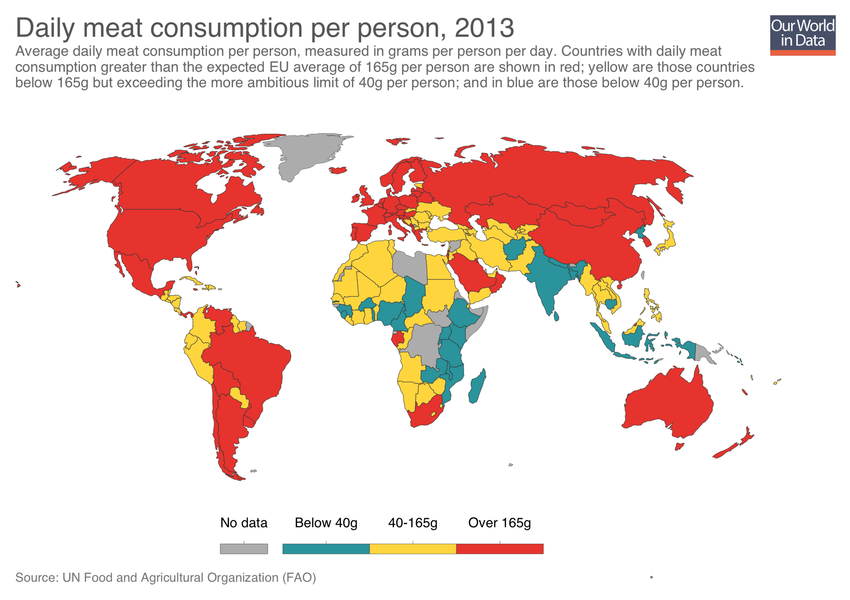 Daily meat consumption per person, 2013
Our World
in Data
Average daily meat consumption per person, measured in grams per person per day. Countries with daily meat
consumption greater than the expected EU average of 165g per person are shown in red; yellow are those countries
below 165g but exceeding the more ambitious limit of 40g per person; and in blue are those below 40g per person.
No data
Below 40g
40-165g
Over 165g
Source: UN Food and Agricultural Organization (FAO)